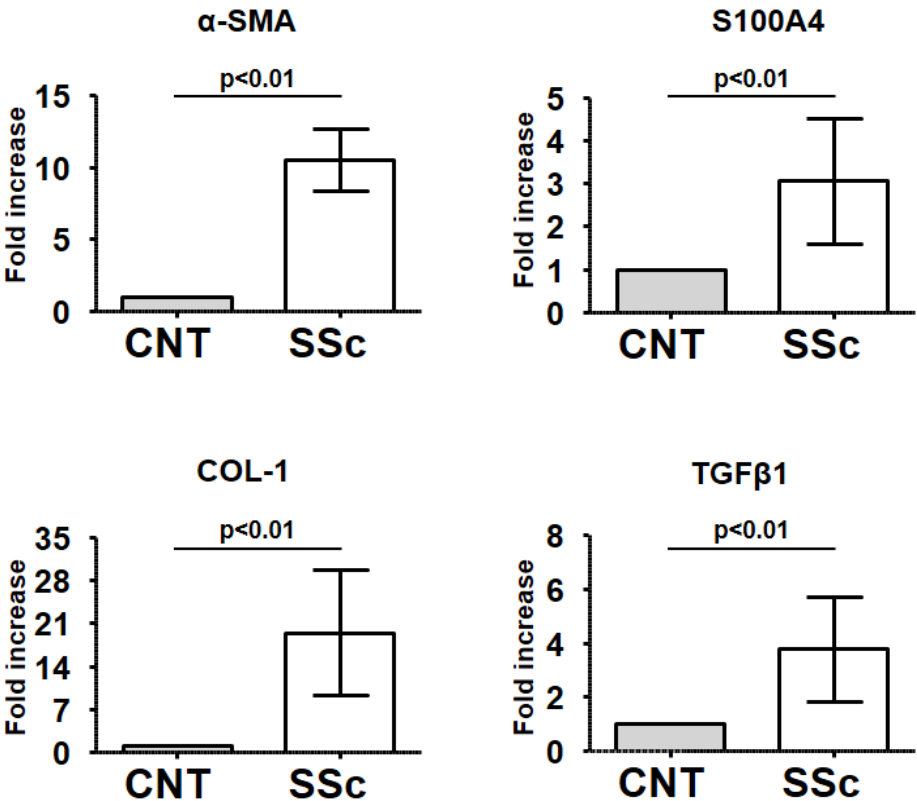 α-SMA
p<0.01
Fold increase
15
10
5
0
CNT SSc
S100A4
p<0.01
Fold increase
5
4
3
2
1
0
CNT SSc
COL-1
p<0.01
Fold increase
35
28
21
14
7
0
CNT SSc
TGFβ1
p<0.01
Fold increase
8
6
4
2
0
CNT SSc